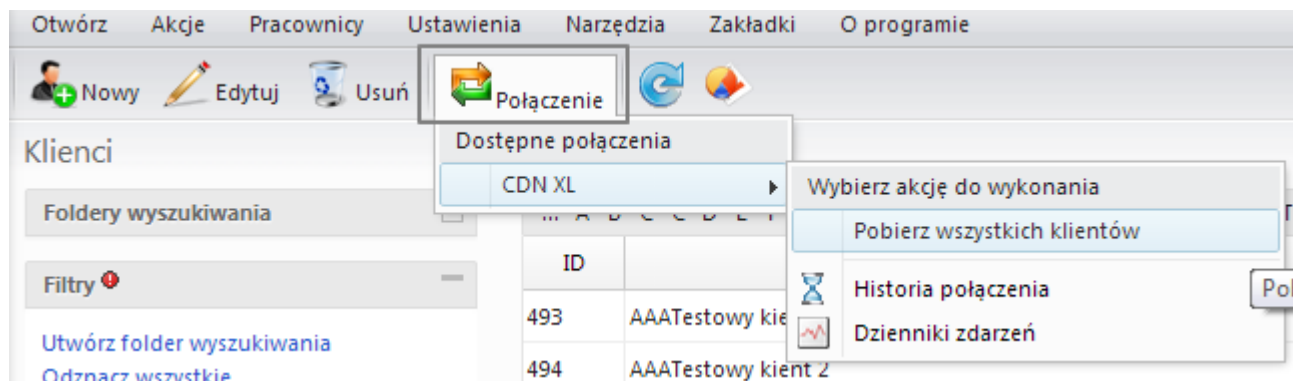 Otwórz Akcje Pracownicy Ustawienia Narzędzia Zakładki O programie
Nowy Edytuj Usuń Połączenie
Klienci
Dostępne połączenia
CDN XL
Wybierz akcję do wykonania
Pobierz wszystkich klientów
Historia połączenia
Dzienniki zdarzeń
Foldery wyszukiwania
Filtry
Utwórz folder wyszukiwania
Odznacz wszystkie
ID
493 AAATestowy kie
494 AAATestowy kient 2